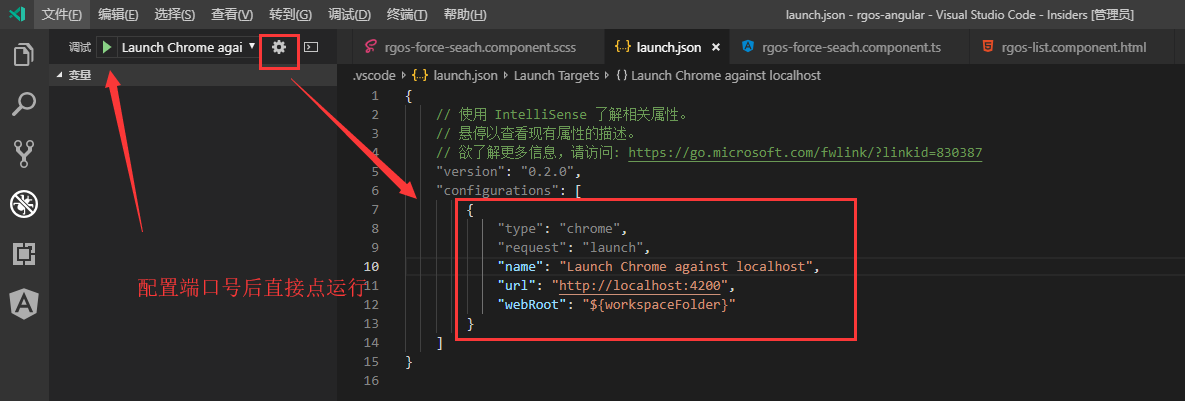 文件(F) 编辑(E) 选择(S) 查看(V) 转到(G) 调试(D) 终端(T) 帮助(H) launch.json - rgos-angular - Visual Studio Code - Insiders [管理员]
调试 Launch Chrome agai rgos-force-seach.component.scss launch.json × rgos-force-seach.component.ts rgos-list.component.html
变量 .vscode launch.json Launch Targets {} Launch Chrome against localhost
1 {
2 // 使用 IntelliSense 了解相关属性。
3 // 悬停以查看现有属性的描述。
4 // 欲了解更多信息，请访问: https://go.microsoft.com/fwlink/?linkid=830387
5 "version": "0.2.0",
6 "configurations": [
7 {
8 "type": "chrome",
9 "request": "launch",
10 "name": "Launch Chrome against localhost",
11 "url": "http://localhost:4200",
12 "webRoot": "${workspaceFolder}"
13 }
14 ]
15 }
16
配置端口号后直接点运行